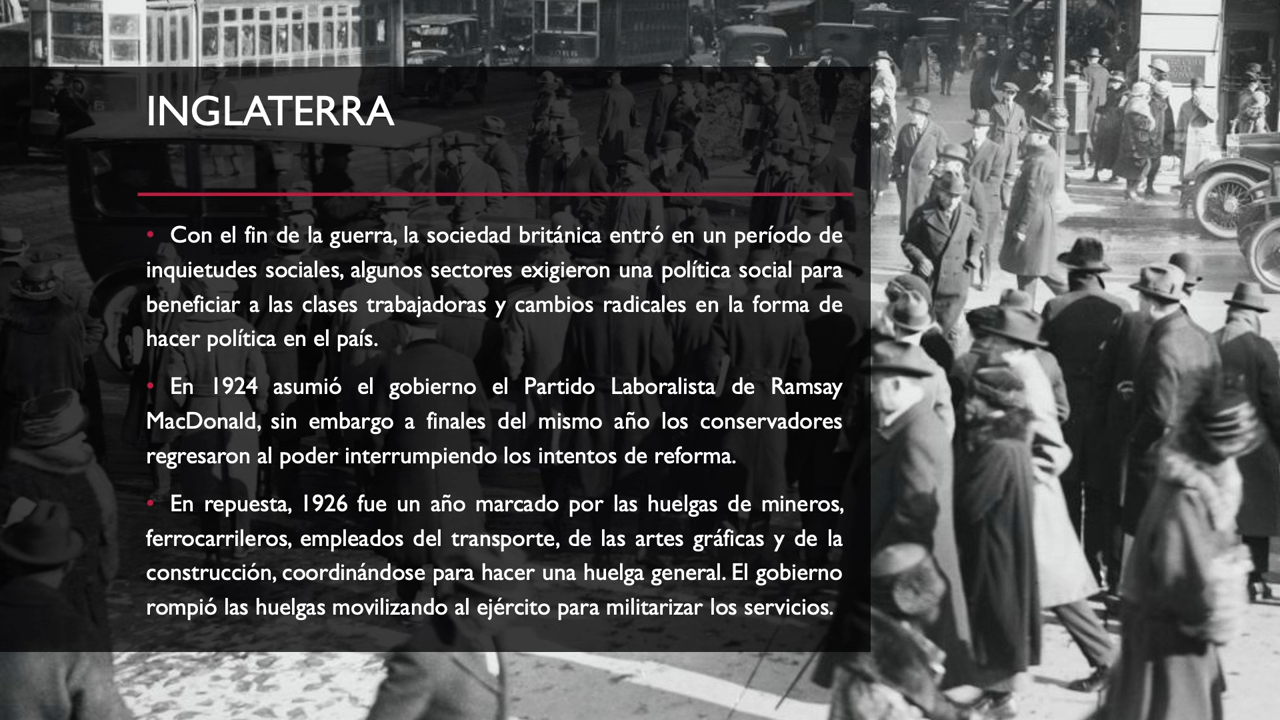 INGLATERRA
• Con el fin de la guerra, la sociedad británica entró en un período de
inquietudes sociales, algunos sectores exigieron una política social para
beneficiar a las clases trabajadoras y cambios radicales en la forma de
hacer política en el país.
• En 1924 asumió el gobierno el Partido Laboralista de Ramsay
MacDonald, sin embargo a finales del mismo año los conservadores
regresaron al poder interrumpiendo los intentos de reforma.
• En repuesta, 1926 fue un año marcado por las huelgas de mineros,
ferrocarrileros, empleados del transporte, de las artes gráficas y de la
construcción, coordinándose para hacer una huelga general. El gobierno
rompió las huelgas movilizando al ejército para militarizar los servicios.